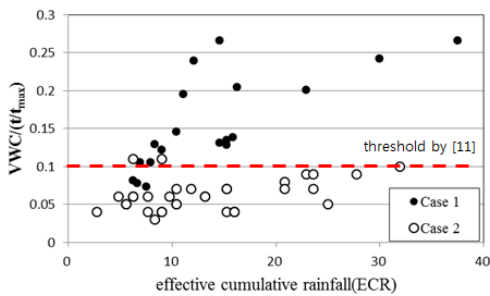 0.3
0.25
0.2
0.15
0.1
0.05
0
VWC/(t/tmax)
threshold by [11]
Case 1
Case 2
0 10 20 30 40
effective cumulative rainfall(ECR)